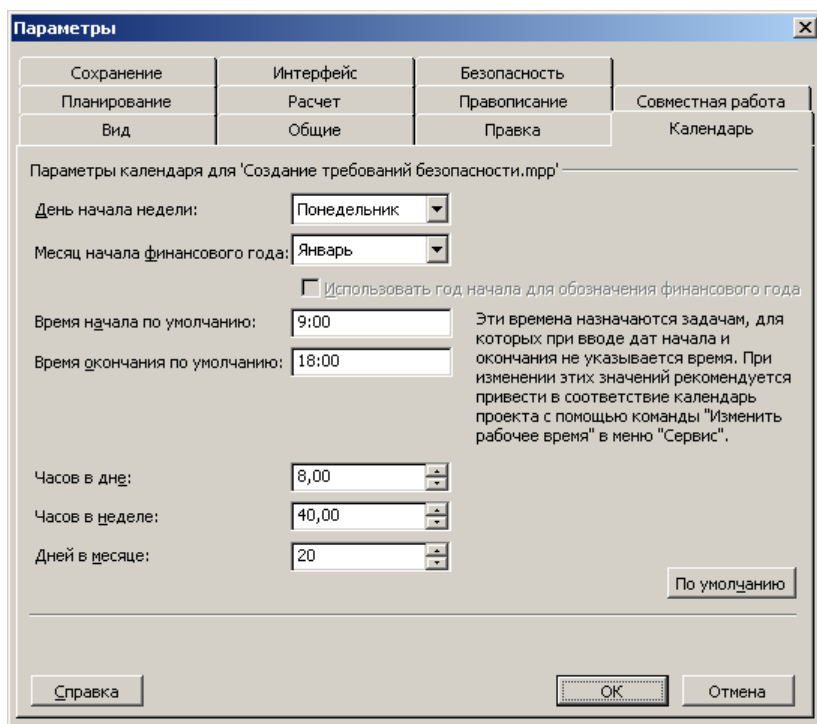 Параметры
Сохранение Интерфейс Безопасность
Планирование Расчет Правописание Совместная работа
Вид Общие Правка Календарь
Параметры календаря для 'Создание требований безопасности.mpp'
День начала недели: Понедельник
Месяц начала финансового года: Январь
Использовать год начала для обозначения финансового года
Время начала по умолчанию: 9:00
Время окончания по умолчанию: 18:00
Эти времена назначаются задачам, для
которых при вводе дат начала и
окончания не указывается время. При
изменении этих значений рекомендуется
привести в соответствие календарь
проекта с помощью команды "Изменить
рабочее время" в меню "Сервис".
Часов в дне: 8,00
Часов в неделе: 40,00
Дней в месяце: 20
По умолчанию
Справка ОК Отмена